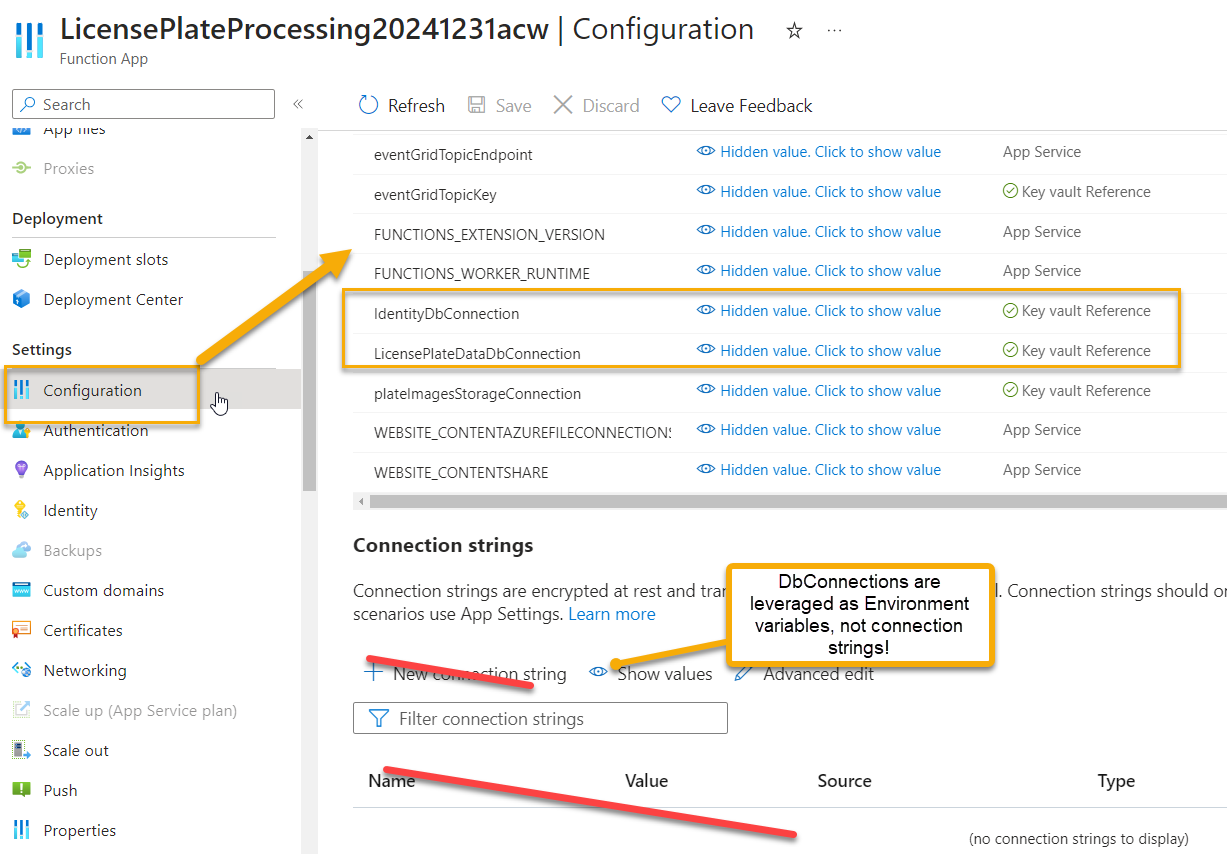 LicensePlateProcessing20241231acw | Configuration
Function App
Search
Refresh Save Discard Leave Feedback
App files
Proxies
Deployment
Deployment slots
Deployment Center
Settings
Configuration
Authentication
Application Insights
Identity
Backups
Custom domains
Certificates
Networking
Scale up (App Service plan)
Scale out
Push
Properties
eventGridTopicEndpoint Hidden value. Click to show value App Service
eventGridTopicKey Hidden value. Click to show value Key vault Reference
FUNCTIONS_EXTENSION_VERSION Hidden value. Click to show value App Service
FUNCTIONS_WORKER_RUNTIME Hidden value. Click to show value App Service
IdentityDbConnection Hidden value. Click to show value Key vault Reference
LicensePlateDataDbConnection Hidden value. Click to show value Key vault Reference
plateImagesStorageConnection Hidden value. Click to show value Key vault Reference
WEBSITE_CONTENTAZUREFILECONNECTIONS Hidden value. Click to show value App Service
WEBSITE_CONTENTSHARE Hidden value. Click to show value App Service
Connection strings
Connection strings are encrypted at rest and tran l. Connection strings should on
scenarios use App Settings. Learn more
DbConnections are
leveraged as Environment
variables, not connection
strings!
New connection string Show values Advanced edit
Filter connection strings
Name Value Source Type
(no connection strings to display)